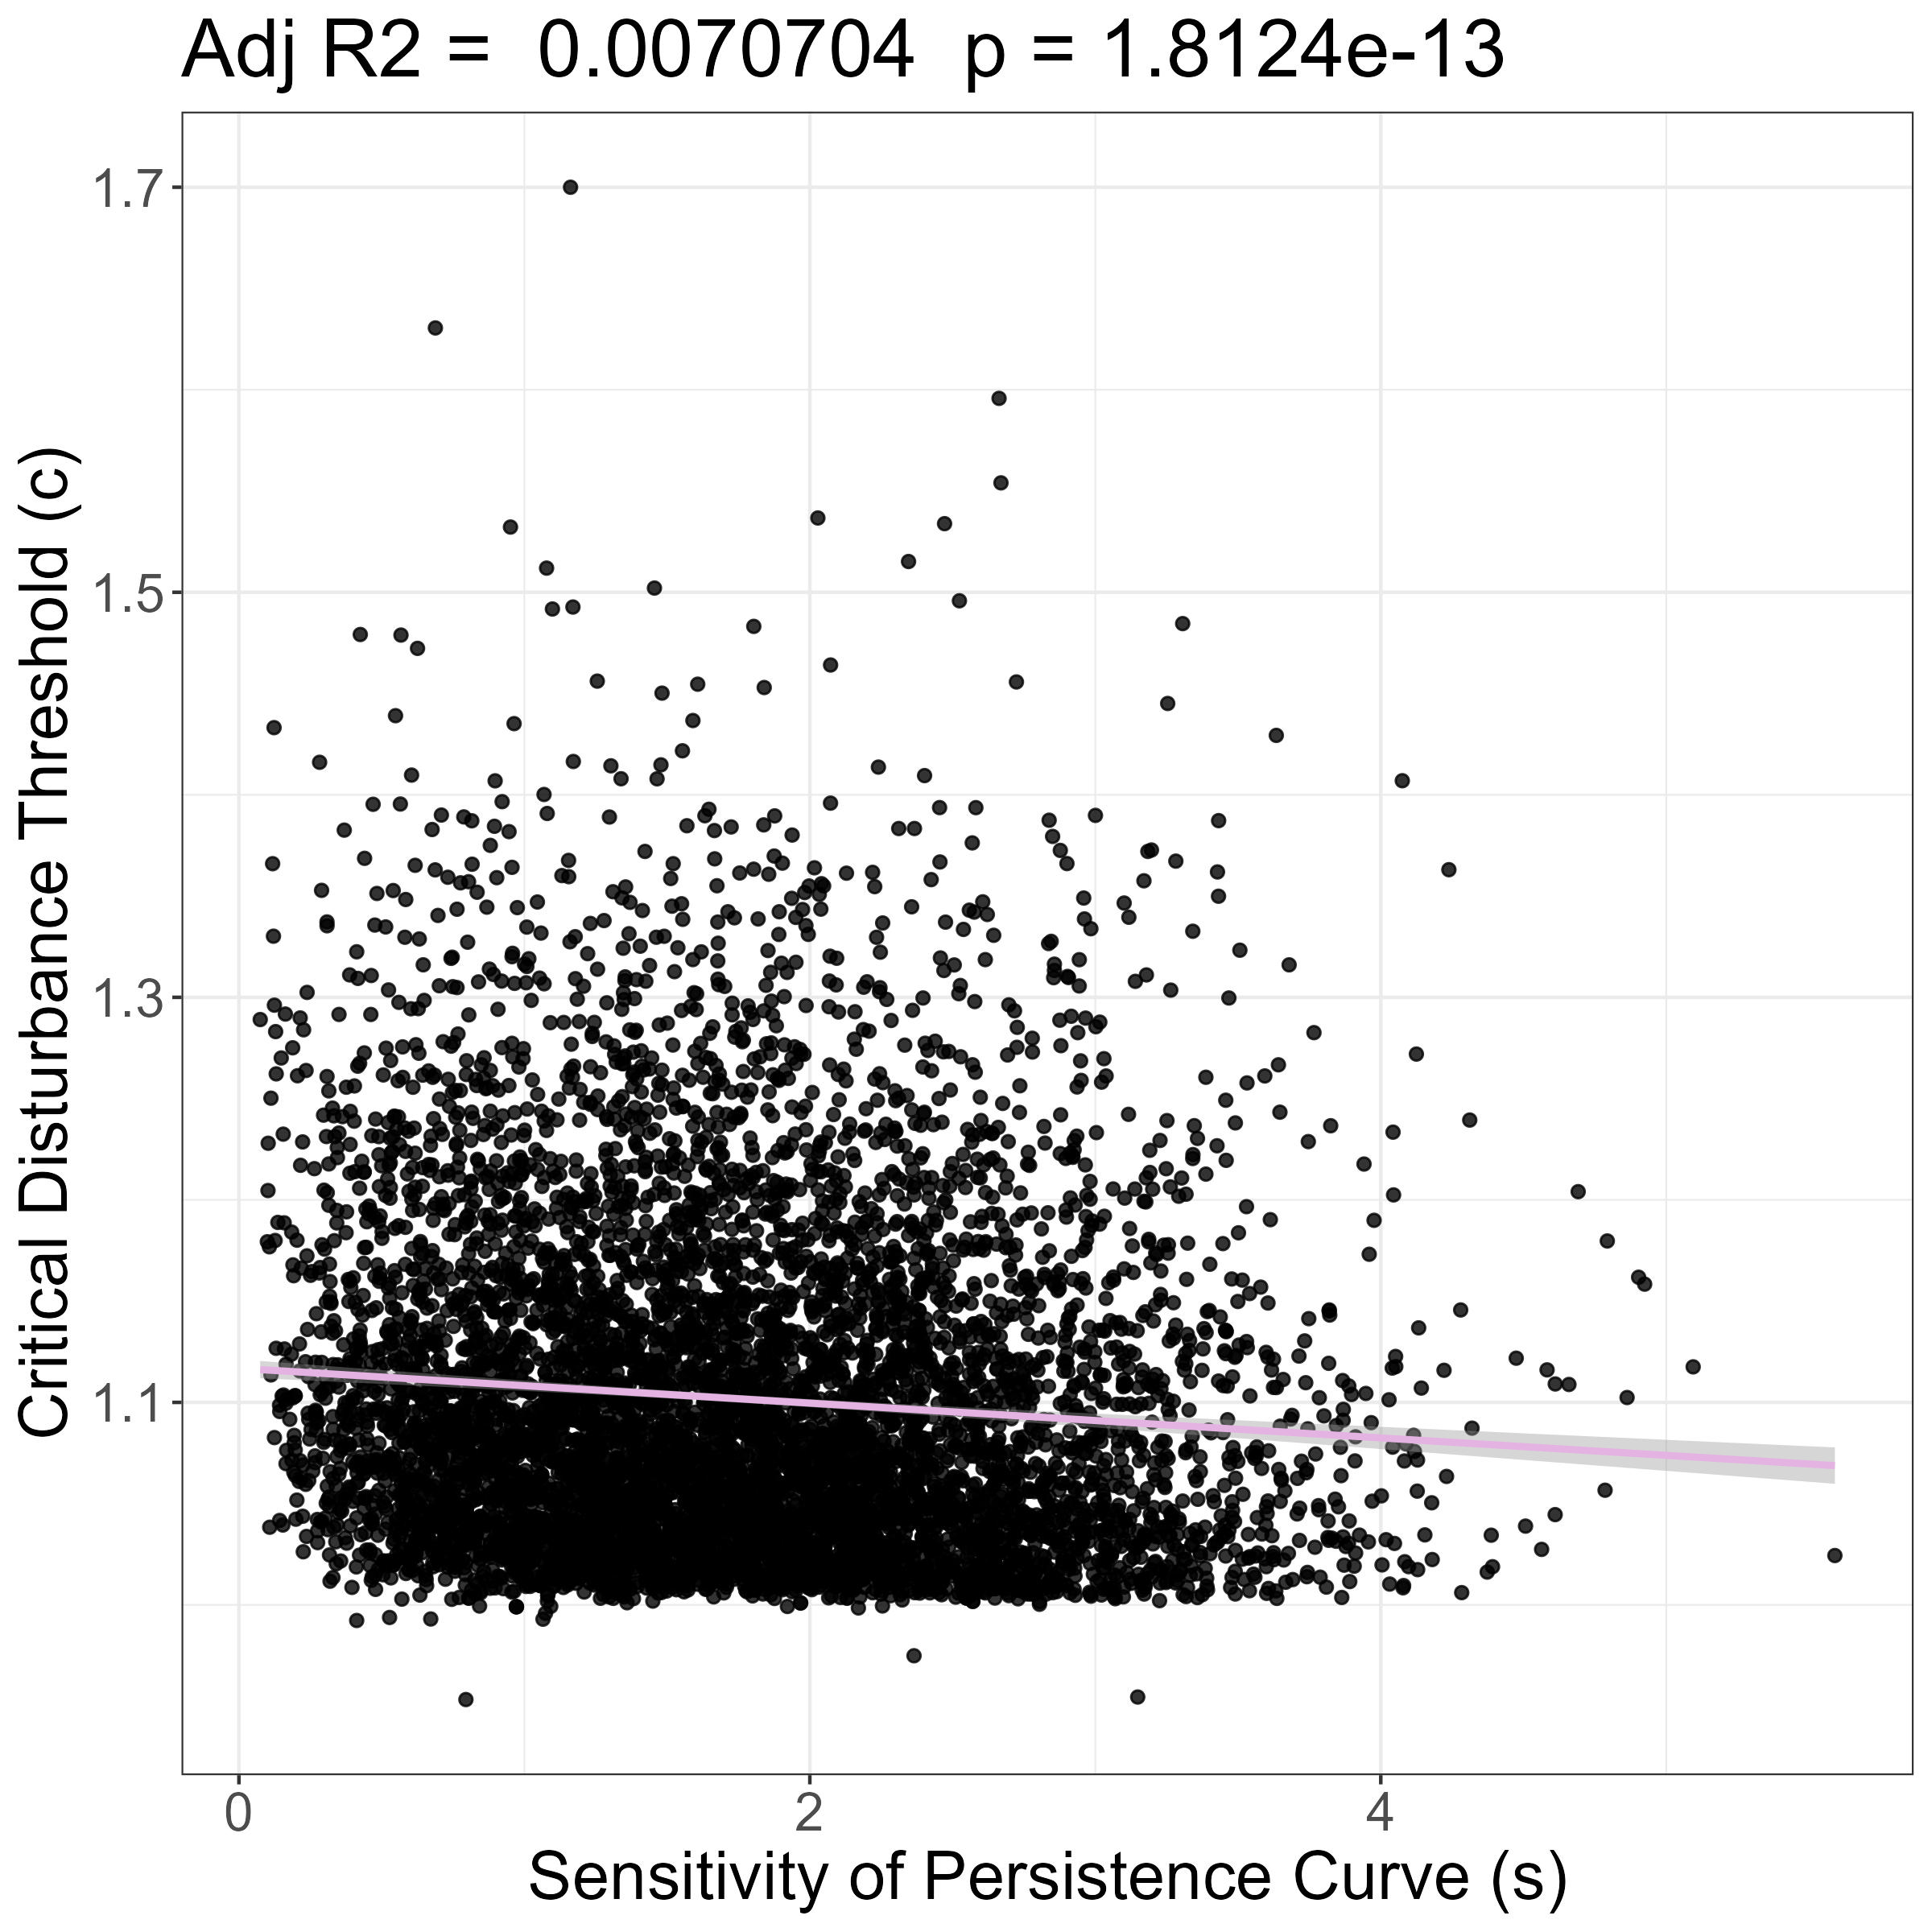 Adj R2 =  0.0070704  p = 1.8124e-13
Critical Disturbance Threshold (c)
1.7
1.5
1.3
1.1
0
2
4
Sensitivity of Persistence Curve (s)